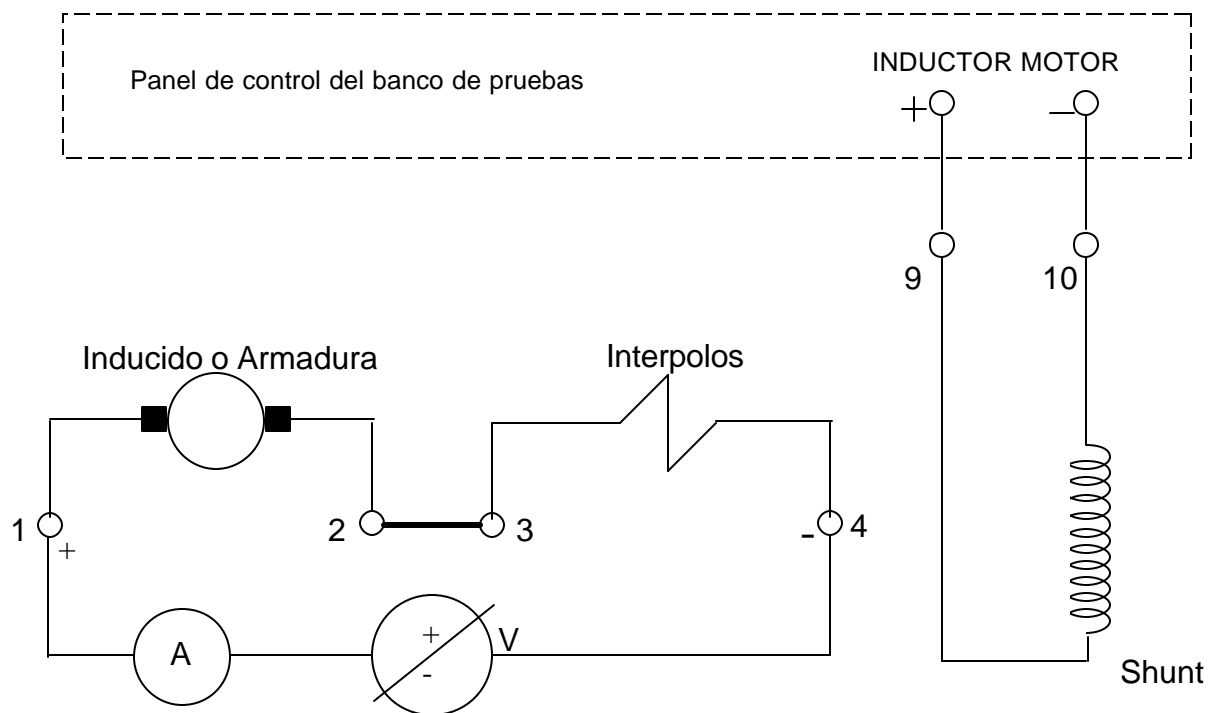 Panel de control del banco de pruebas
INDUCTOR MOTOR
+ −
9 10
Inducido o Armadura
Interpolos
1 + 2 3 - 4
A
+
-
V
Shunt